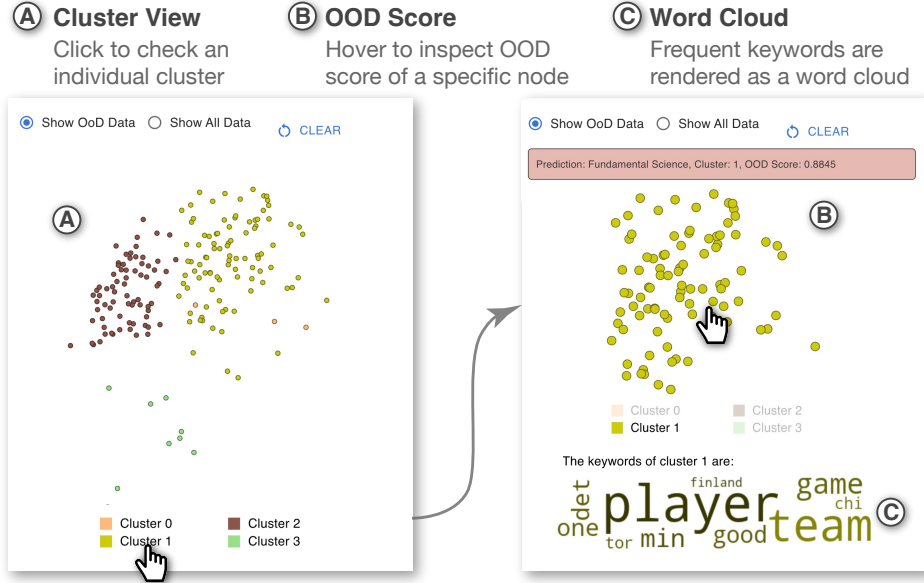 A Cluster View
Click to check an
individual cluster
B OOD Score
Hover to inspect OOD
score of a specific node
C Word Cloud
Frequent keywords are
rendered as a word cloud
Show OoD Data Show All Data CLEAR
A
Cluster 0 Cluster 2
Cluster 1 Cluster 3
Show OoD Data Show All Data CLEAR
Prediction: Fundamental Science, Cluster: 1, OOD Score: 0.8845
B
Cluster 0 Cluster 2
Cluster 1 Cluster 3
The keywords of cluster 1 are:
finland game
det player chi
one team
tor min good
C